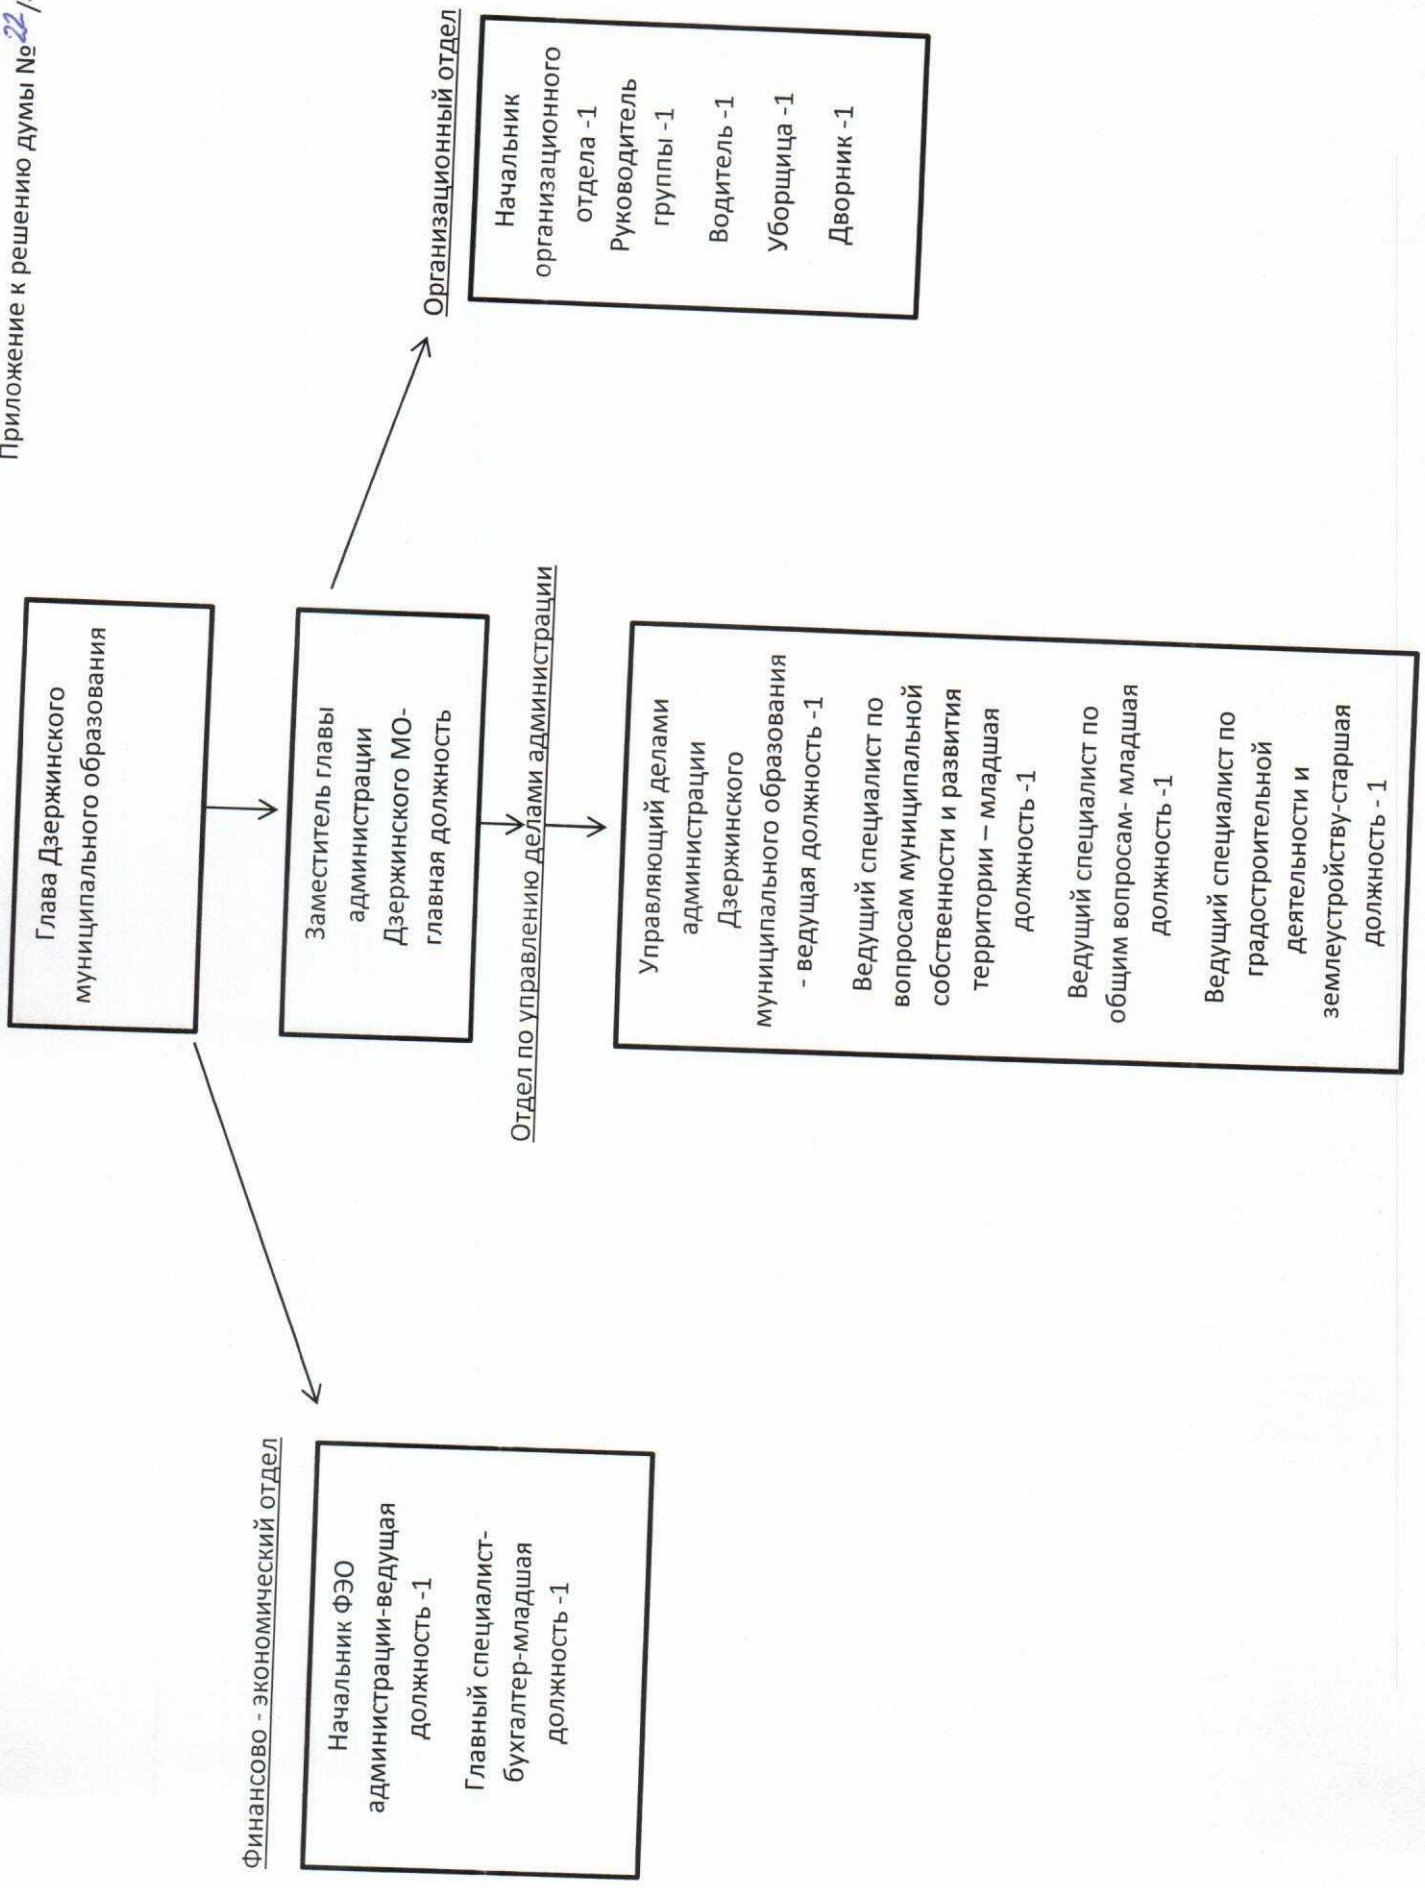 Приложение к решению думы №22/
Глава Дзержинского
муниципального образования
Заместитель главы
администрации
Дзержинского МО-
главная должность
Финансово - экономический отдел
Начальник ФЭО
администрации-ведущая
должность -1
Главный специалист-
бухгалтер-младшая
должность -1
Отдел по управлению делами администрации
Управляющий делами
администрации
Дзержинского
муниципального образования
- ведущая должность -1
Ведущий специалист по
вопросам муниципальной
собственности и развития
территории – младшая
должность -1
Ведущий специалист по
общим вопросам- младшая
должность -1
Ведущий специалист по
градостроительной
деятельности и
землеустройству-старшая
должность - 1
Организационный отдел
Начальник
организационного
отдела -1
Руководитель
группы -1
Водитель -1
Уборщица -1
Дворник -1